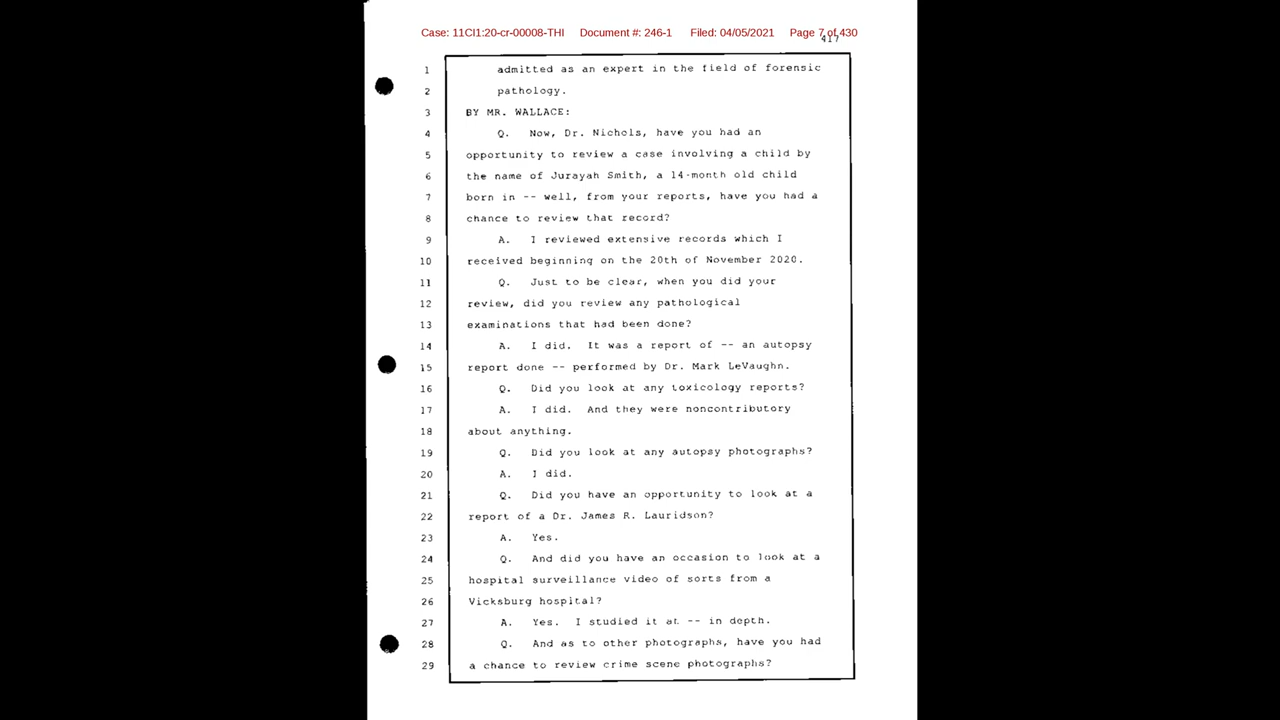 Case: 11CI1:20-cr-00008-THI Document #: 246-1 Filed: 04/05/2021 Page 7 of 430
417
1 admitted as an expert in the field of forensic
2 pathology.
3 BY MR. WALLACE:
4 Q. Now, Dr. Nichols, have you had an
5 opportunity to review a case involving a child by
6 the name of Jurayah Smith, a 14-month old child
7 born in -- well, from your reports, have you had a
8 chance to review that record?
9 A. I reviewed extensive records which I
10 received beginning on the 20th of November 2020.
11 Q. Just to be clear, when you did your
12 review, did you review any pathological
13 examinations that had been done?
14 A. I did. It was a report of -- an autopsy
15 report done -- performed by Dr. Mark LeVaughn.
16 Q. Did you look at any toxicology reports?
17 A. I did. And they were noncontributory
18 about anything.
19 Q. Did you look at any autopsy photographs?
20 A. I did.
21 Q. Did you have an opportunity to look at a
22 report of a Dr. James R. Lauridson?
23 A. Yes.
24 Q. And did you have an occasion to look at a
25 hospital surveillance video of sorts from a
26 Vicksburg hospital?
27 A. Yes. I studied it at -- in depth.
28 Q. And as to other photographs, have you had
29 a chance to review crime scene photographs?